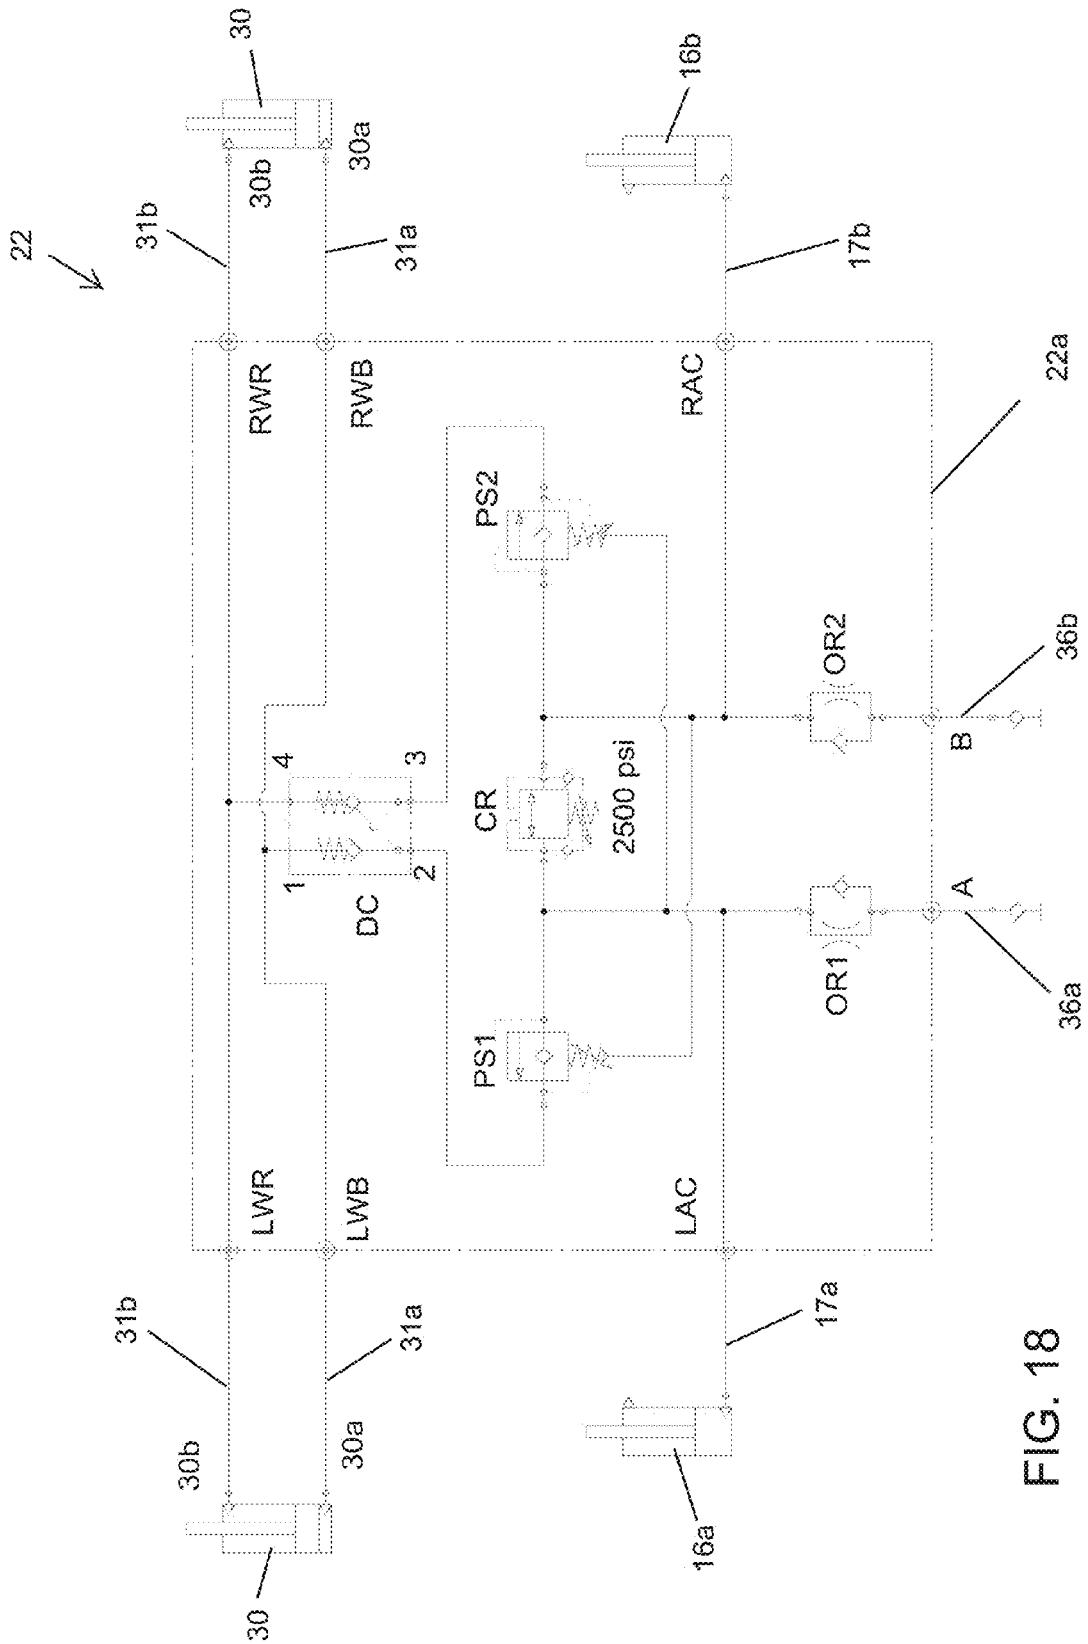 22
31b
31b
30b
30
30
LWR
1
4
RWR
30b
30a
LWB
DC
RWB
30a
31a
2
3
31a
PS1
CR
PS2
2500 psi
16a
LAC
RAC
16b
17a
OR1
OR2
17b
A
B
36a
36b
22a
FIG. 18